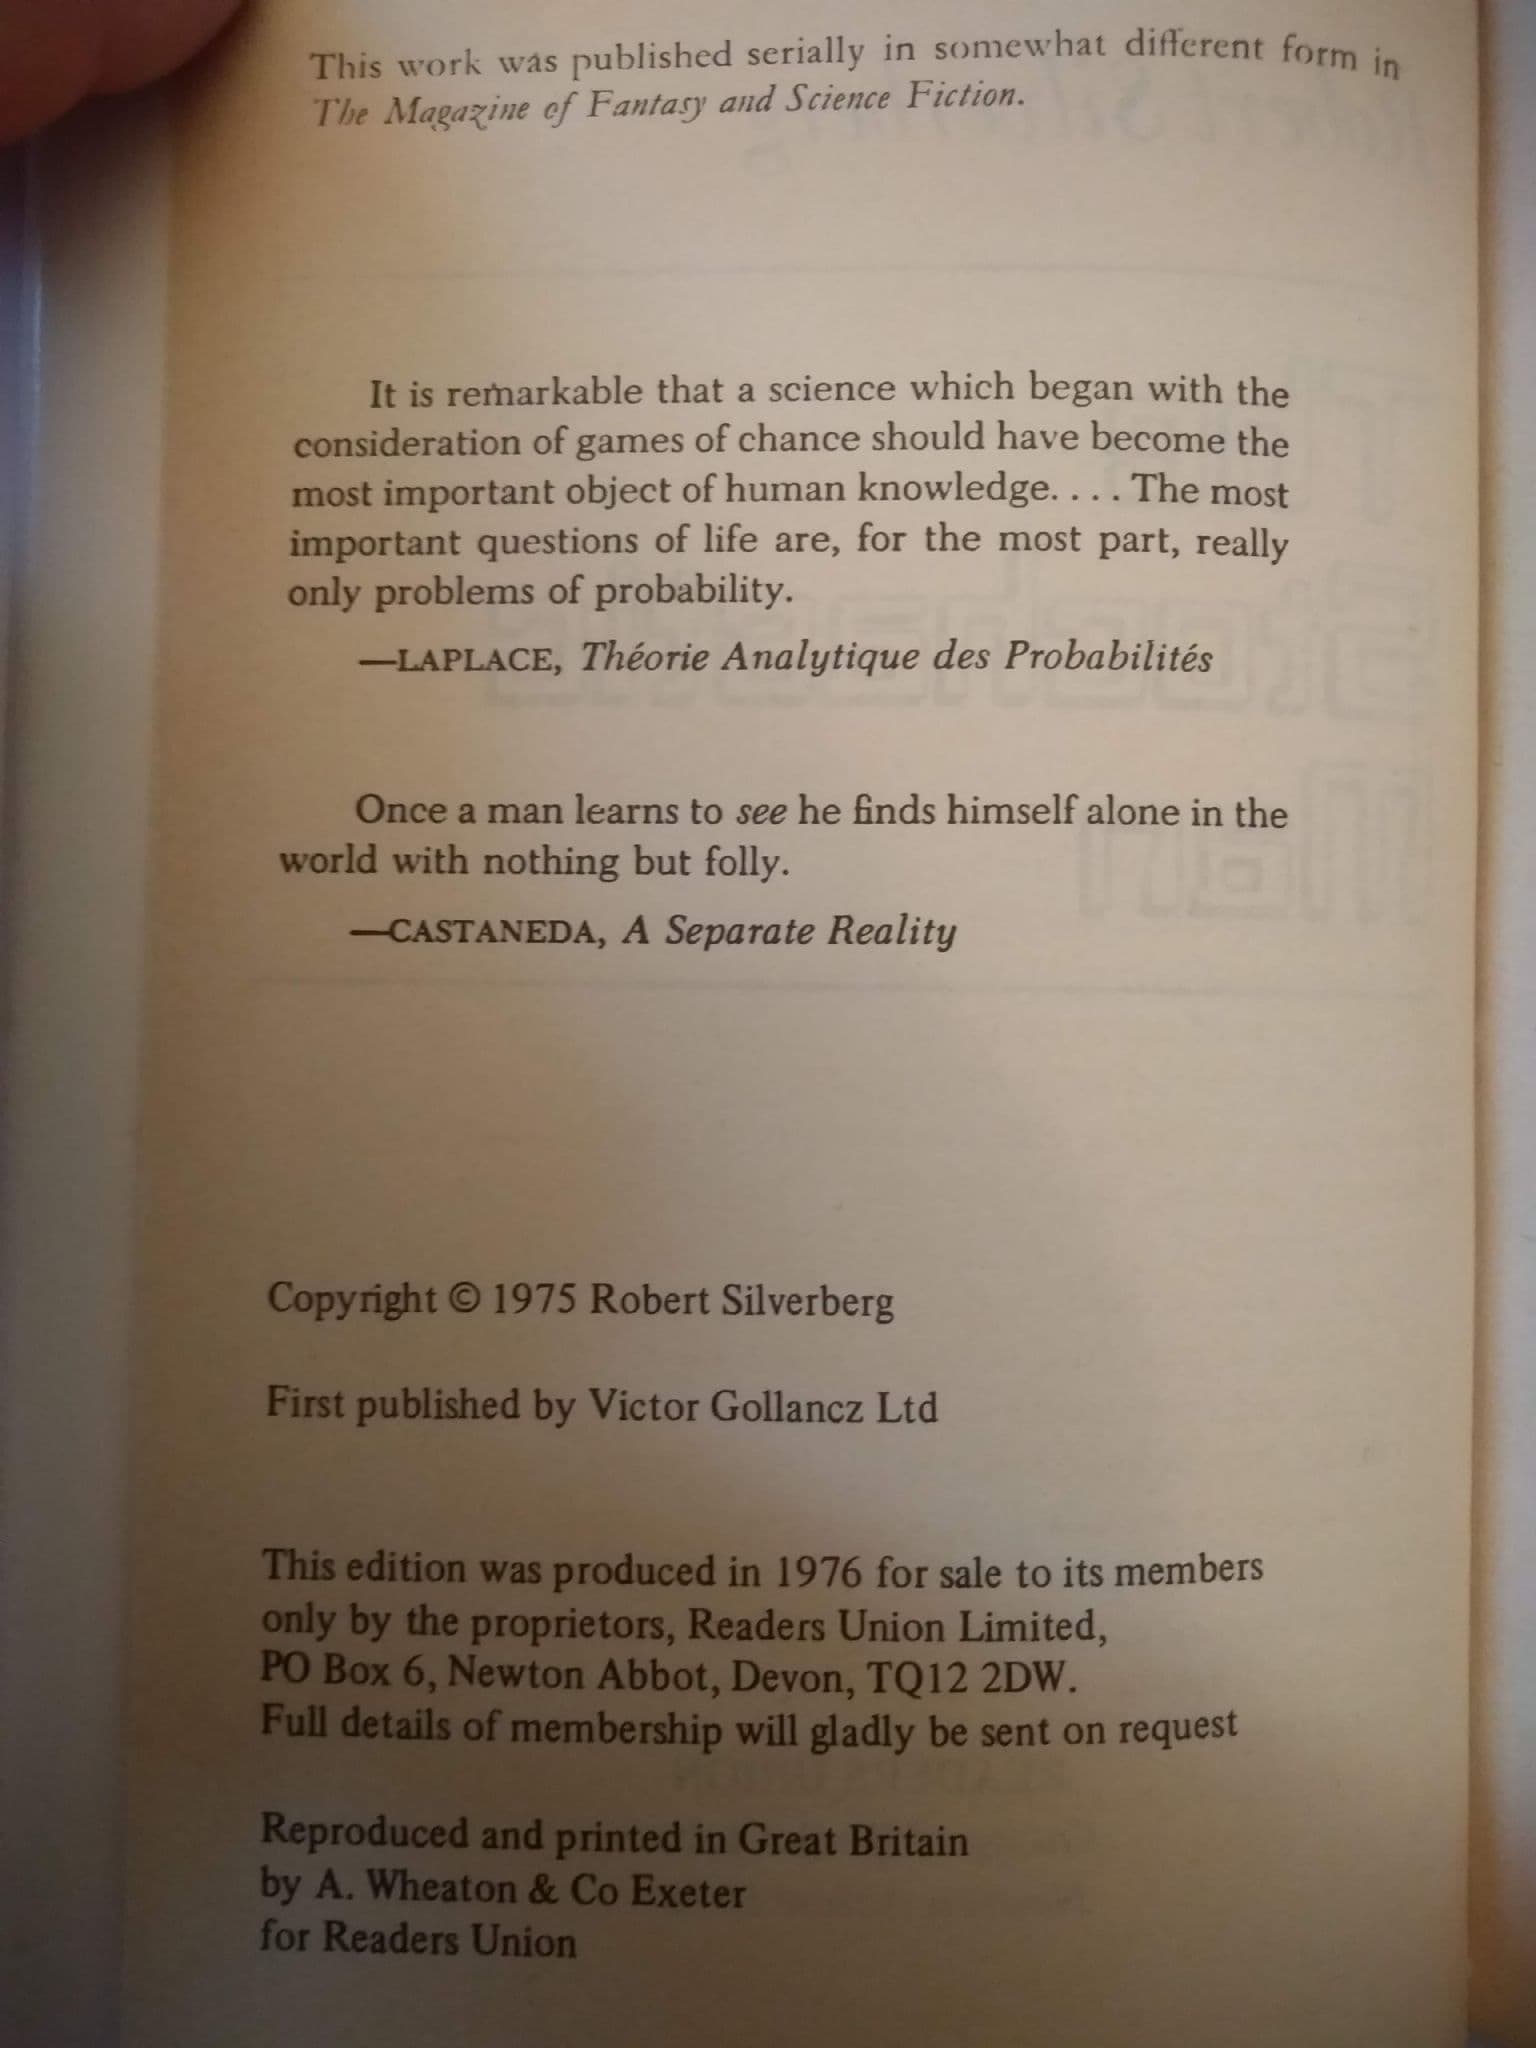 This work was published serially in somewhat different form in
The Magazine of Fantasy and Science Fiction.
It is remarkable that a science which began with the
consideration of games of chance should have become the
most important object of human knowledge. . . . The most
important questions of life are, for the most part, really
only problems of probability.
—LAPLACE, Théorie Analytique des Probabilités
Once a man learns to see he finds himself alone in the
world with nothing but folly.
—CASTANEDA, A Separate Reality
Copyright © 1975 Robert Silverberg
First published by Victor Gollancz Ltd
This edition was produced in 1976 for sale to its members
only by the proprietors, Readers Union Limited,
PO Box 6, Newton Abbot, Devon, TQ12 2DW.
Full details of membership will gladly be sent on request
Reproduced and printed in Great Britain
by A. Wheaton & Co Exeter
for Readers Union